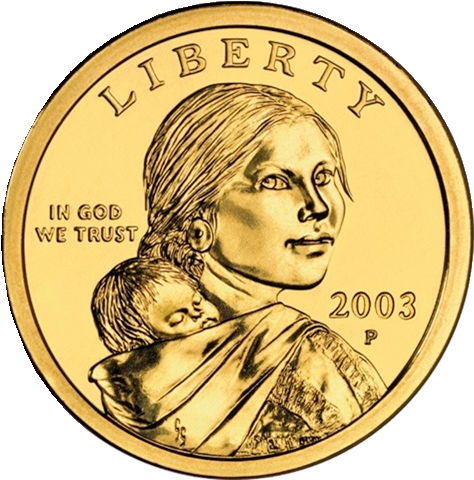 LIBERTY
IN GOD
WE TRUST
2003
P